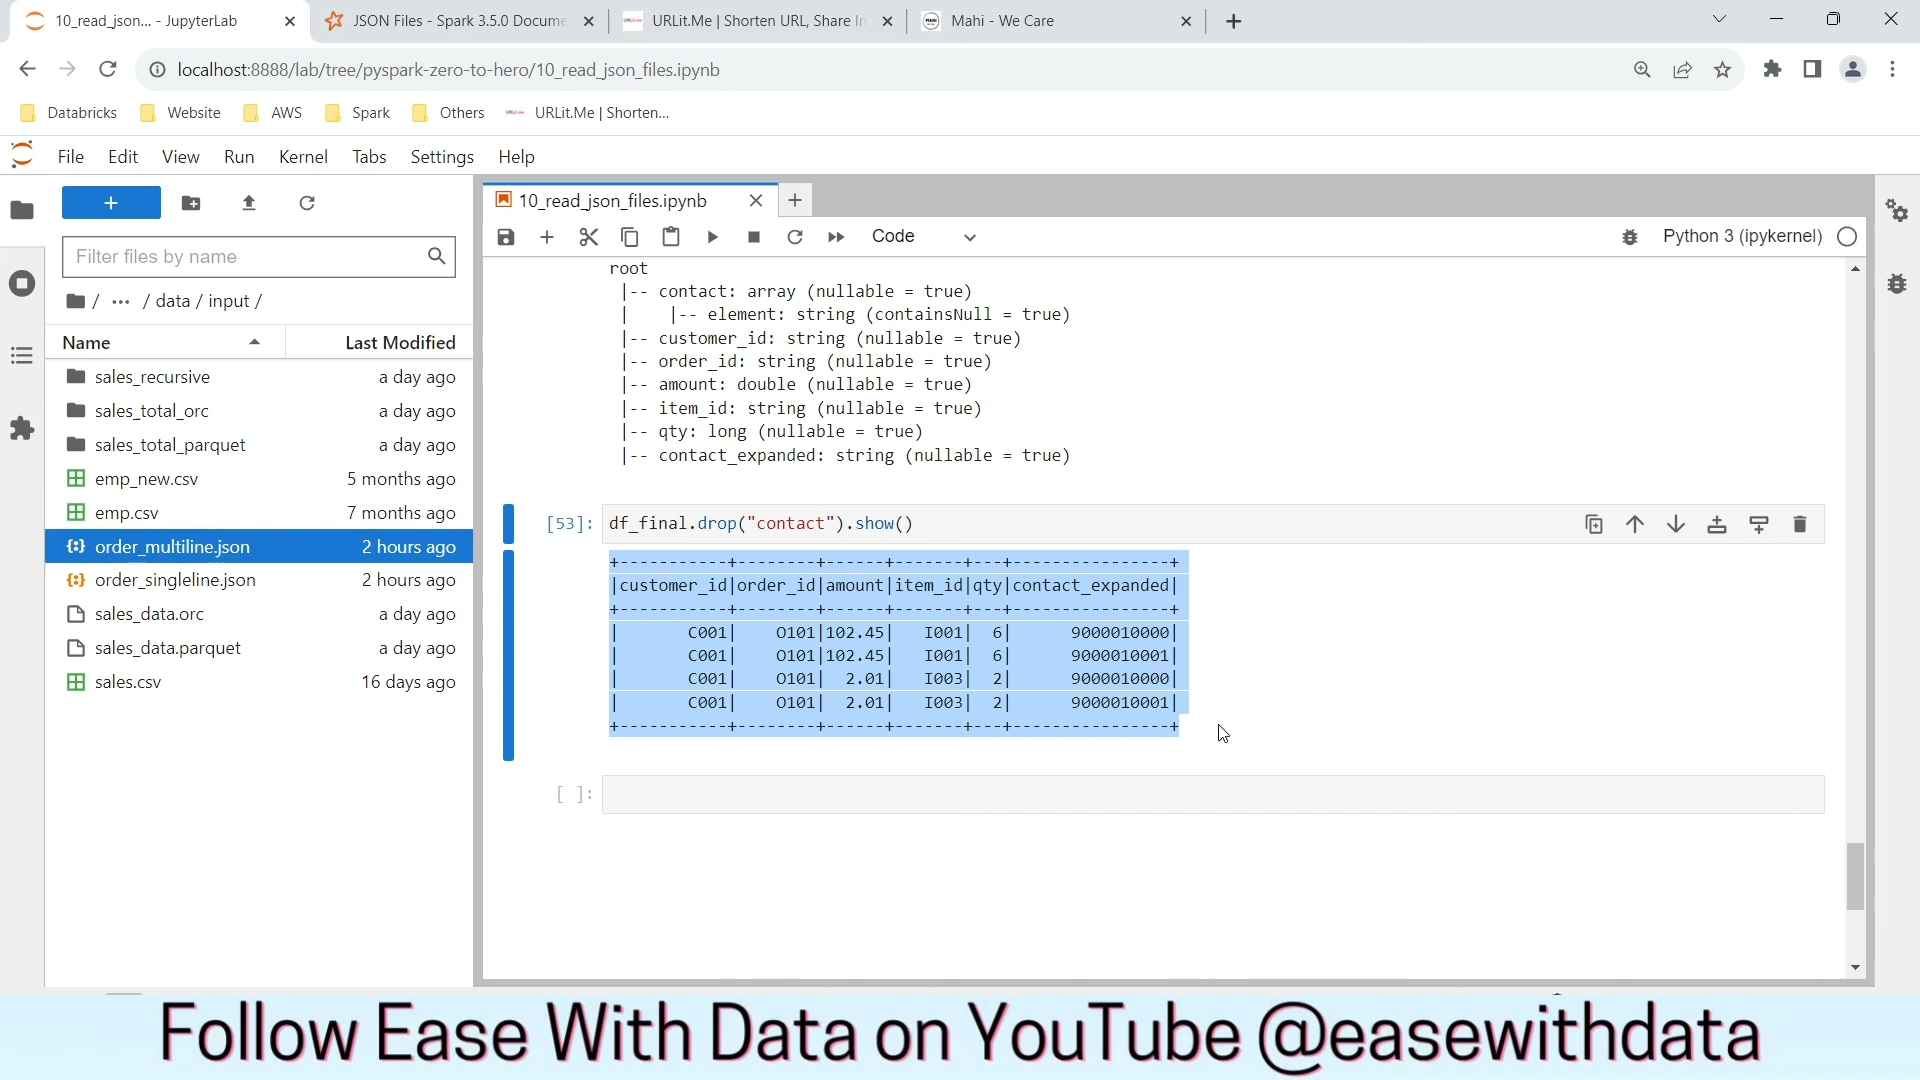 10_read_json... - JupyterLab
JSON Files - Spark 3.5.0 Docume
URLit.Me | Shorten URL, Share In
Mahi - We Care
localhost:8888/lab/tree/pyspark-zero-to-hero/10_read_json_files.ipynb
Databricks
Website
AWS
Spark
Others
URLit.Me | Shorten...
File
Edit
View
Run
Kernel
Tabs
Settings
Help
Filter files by name
/ ··· / data / input /
Name Last Modified
sales_recursive a day ago
sales_total_orc a day ago
sales_total_parquet a day ago
emp_new.csv 5 months ago
emp.csv 7 months ago
order_multiline.json 2 hours ago
order_singleline.json 2 hours ago
sales_data.orc a day ago
sales_data.parquet a day ago
sales.csv 16 days ago
10_read_json_files.ipynb
Code
Python 3 (ipykernel)
root
|-- contact: array (nullable = true)
|    |-- element: string (containsNull = true)
|-- customer_id: string (nullable = true)
|-- order_id: string (nullable = true)
|-- amount: double (nullable = true)
|-- item_id: string (nullable = true)
|-- qty: long (nullable = true)
|-- contact_expanded: string (nullable = true)
[53]: df_final.drop("contact").show()
+-----------+--------+------+-------+---+----------------+
|customer_id|order_id|amount|item_id|qty|contact_expanded|
+-----------+--------+------+-------+---+----------------+
|       C001|    O101|102.45|   I001|  6|      9000010000|
|       C001|    O101|102.45|   I001|  6|      9000010001|
|       C001|    O101|  2.01|   I003|  2|      9000010000|
|       C001|    O101|  2.01|   I003|  2|      9000010001|
+-----------+--------+------+-------+---+----------------+
[ ]:
Follow Ease With Data on YouTube @easewithdata